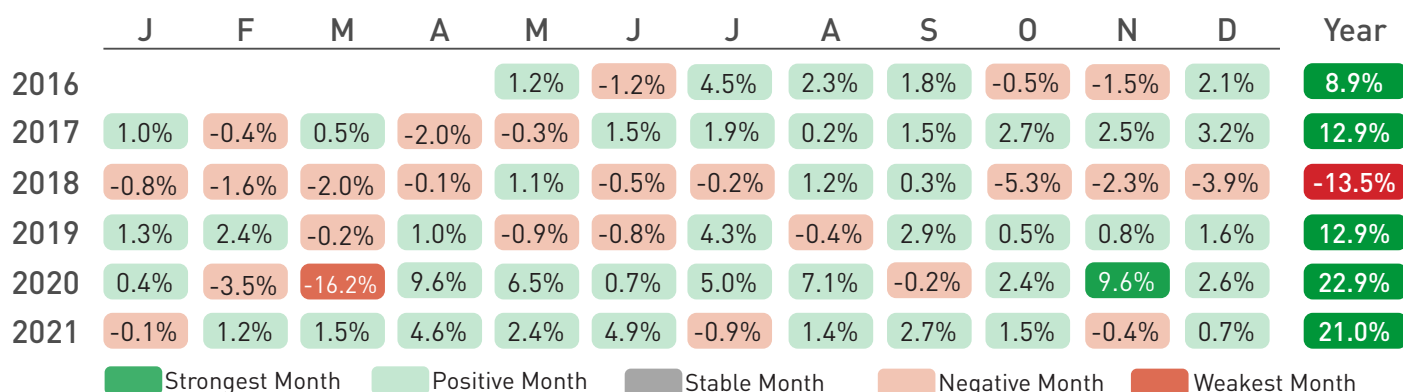 J F M A M J J A S O N D Year
2016 1.2% -1.2% 4.5% 2.3% 1.8% -0.5% -1.5% 2.1% 8.9%
2017 1.0% -0.4% 0.5% -2.0% -0.3% 1.5% 1.9% 0.2% 1.5% 2.7% 2.5% 3.2% 12.9%
2018 -0.8% -1.6% -2.0% -0.1% 1.1% -0.5% -0.2% 1.2% 0.3% -5.3% -2.3% -3.9% -13.5%
2019 1.3% 2.4% -0.2% 1.0% -0.9% -0.8% 4.3% -0.4% 2.9% 0.5% 0.8% 1.6% 12.9%
2020 0.4% -3.5% -16.2% 9.6% 6.5% 0.7% 5.0% 7.1% -0.2% 2.4% 9.6% 2.6% 22.9%
2021 -0.1% 1.2% 1.5% 4.6% 2.4% 4.9% -0.9% 1.4% 2.7% 1.5% -0.4% 0.7% 21.0%
Strongest Month Positive Month Stable Month Negative Month Weakest Month